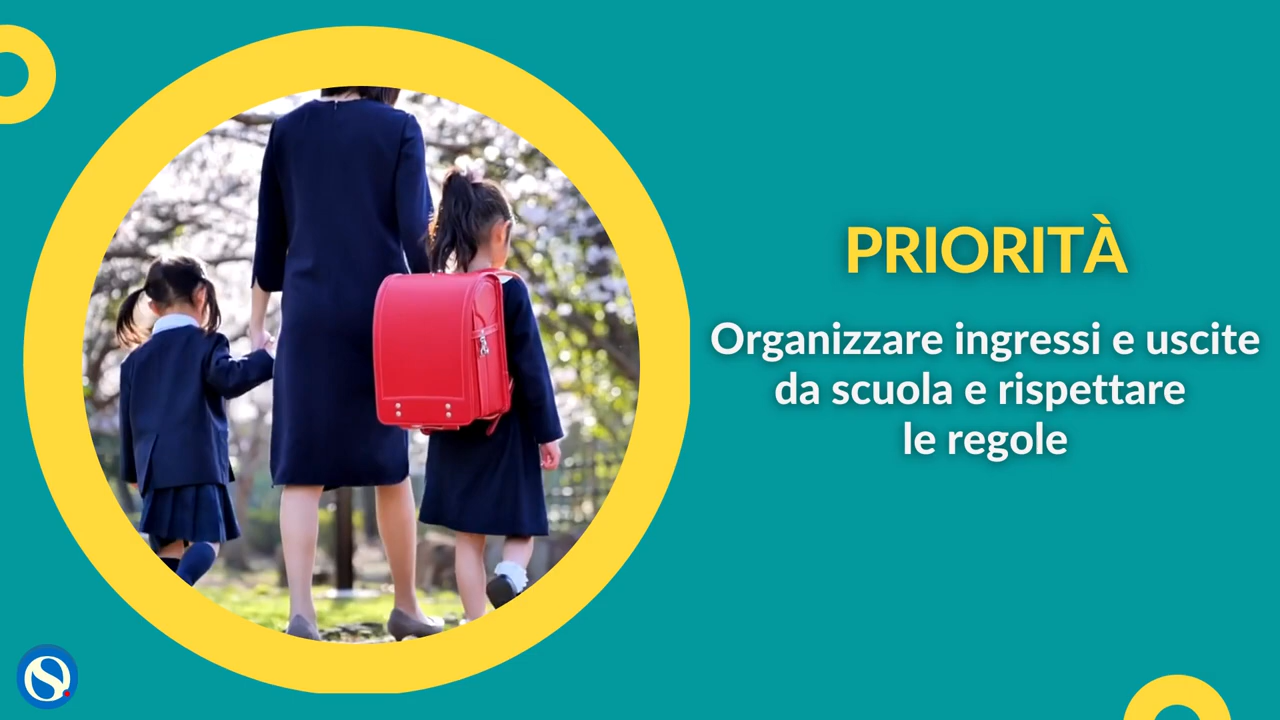 PRIORITÀ
Organizzare ingressi e uscite
da scuola e rispettare
le regole
S